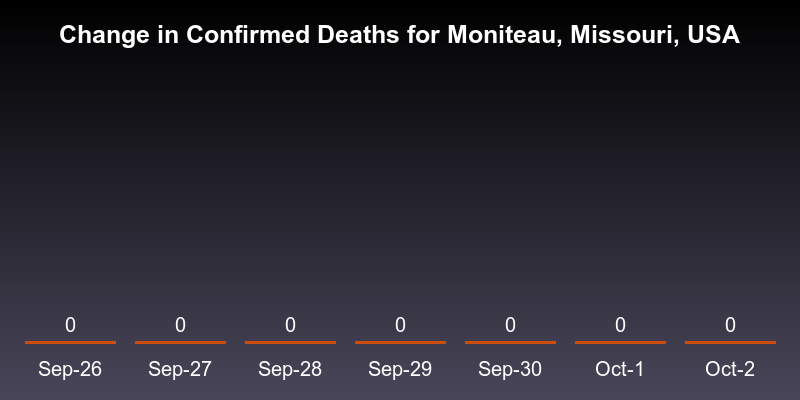 Change in Confirmed Deaths for Moniteau, Missouri, USA
0 0 0 0 0 0 0
Sep-26 Sep-27 Sep-28 Sep-29 Sep-30 Oct-1 Oct-2